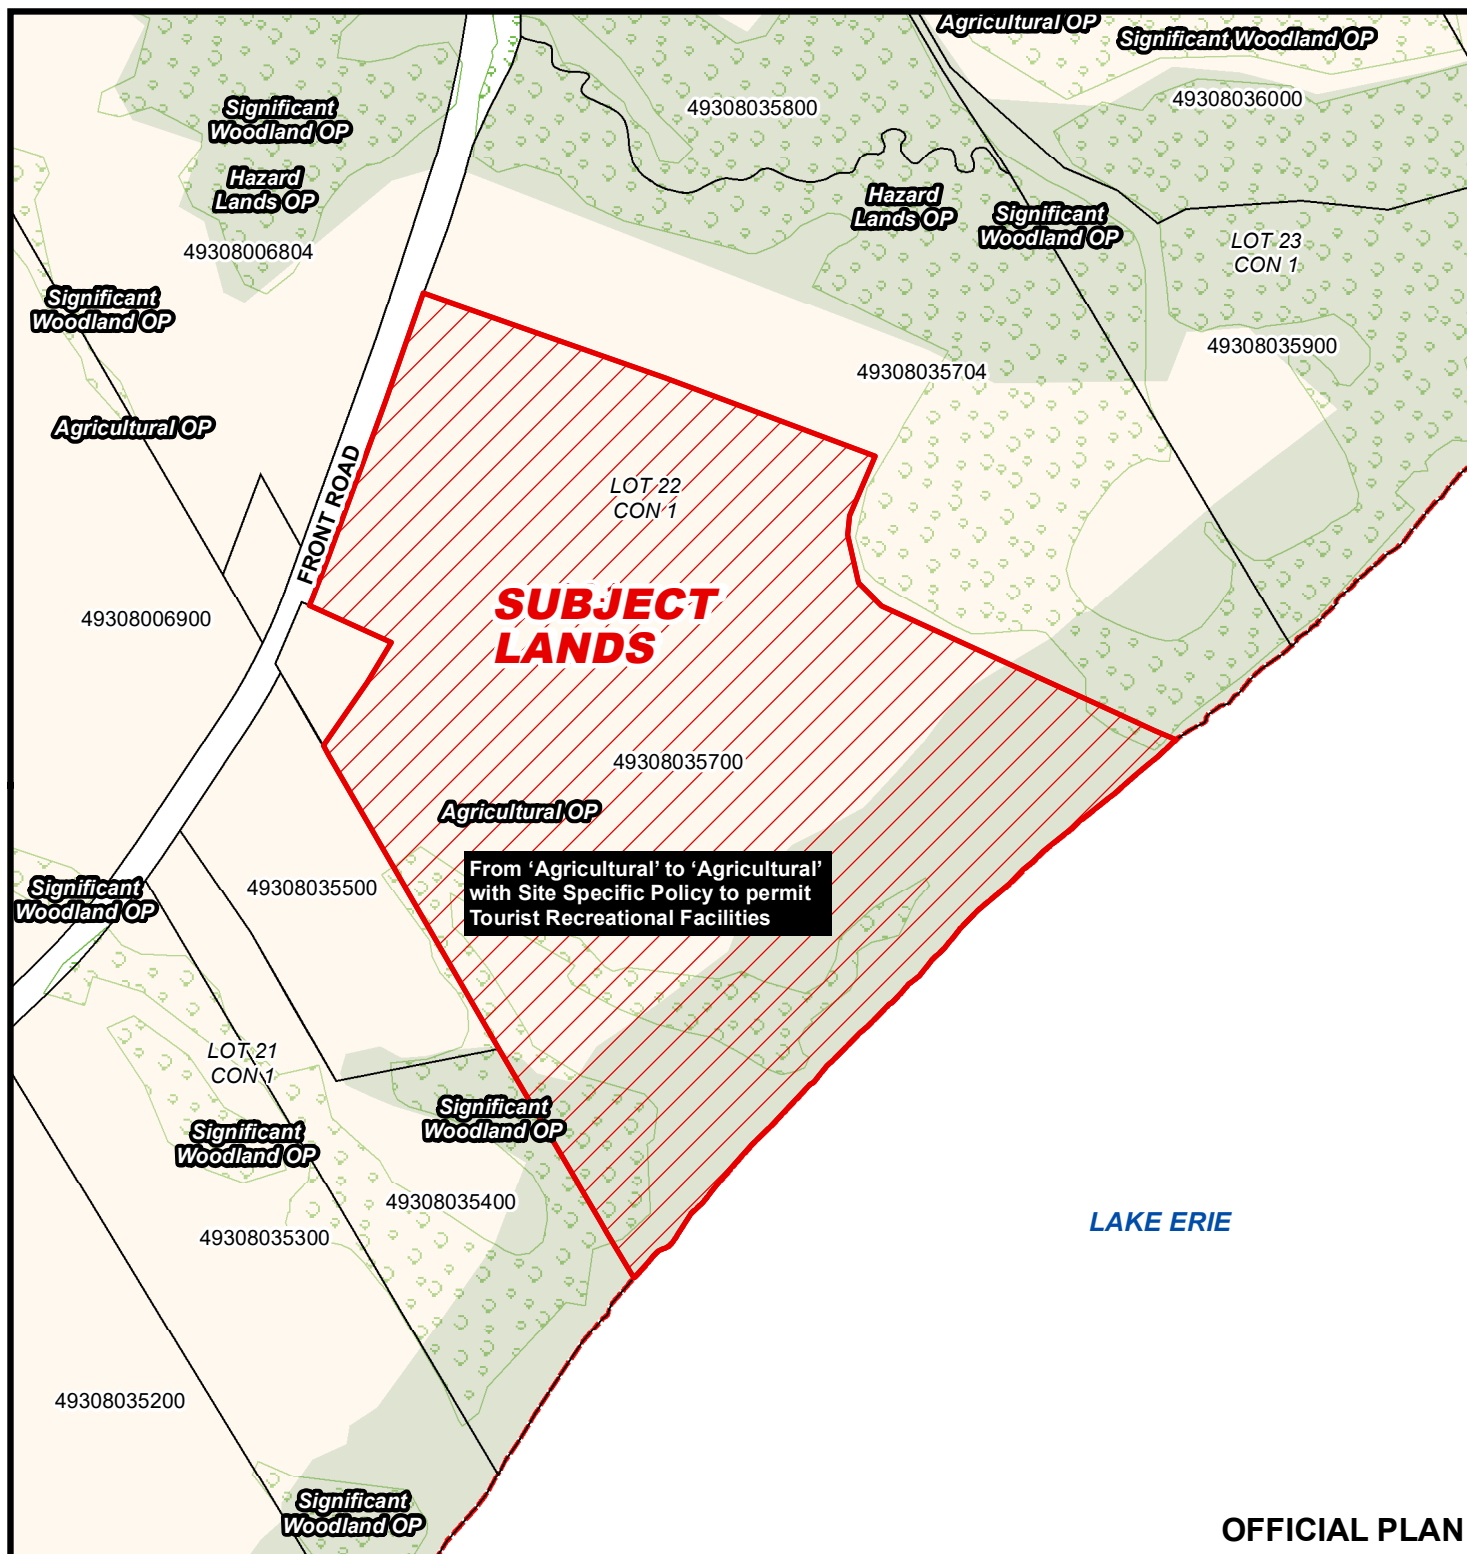 Agricultural OP
Significant Woodland OP
49308036000
49308035800
Significant
Woodland OP
Hazard
Lands OP
49308006804
Hazard
Lands OP
Significant
Woodland OP
LOT 23
CON 1
Significant
Woodland OP
49308035900
49308035704
Agricultural OP
FRONT ROAD
LOT 22
CON 1
SUBJECT
LANDS
49308006900
49308035700
Agricultural OP
From ‘Agricultural’ to ‘Agricultural’
with Site Specific Policy to permit
Tourist Recreational Facilities
49308035500
Significant
Woodland OP
LOT 21
CON 1
Significant
Woodland OP
Significant
Woodland OP
49308035400
49308035300
LAKE ERIE
49308035200
Significant
Woodland OP
OFFICIAL PLAN